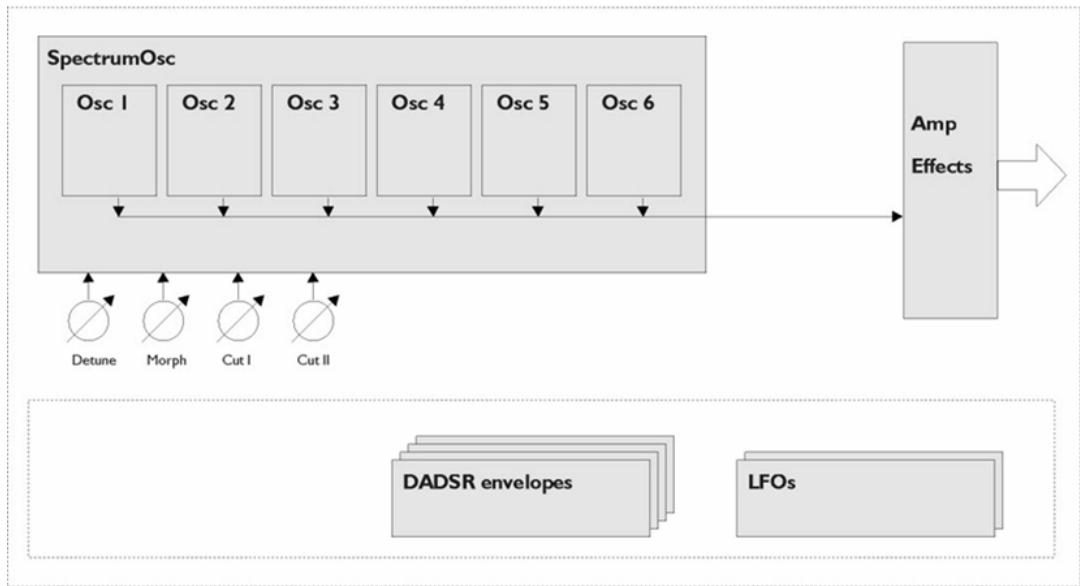 SpectrumOsc
Osc 1
Osc 2
Osc 3
Osc 4
Osc 5
Osc 6
Amp
Effects
Detune
Morph
Cut I
Cut II
DADSR envelopes
LFOs